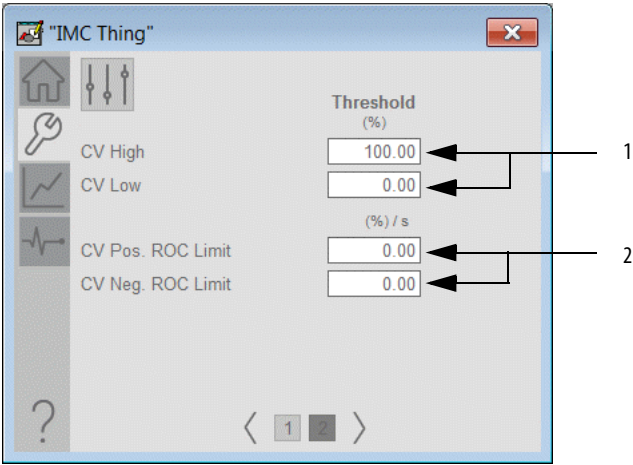 "IMC Thing"
Threshold
(%)
CV High 100.00 1
CV Low 0.00
(%) / s
CV Pos. ROC Limit 0.00 2
CV Neg. ROC Limit 0.00
?
1 2